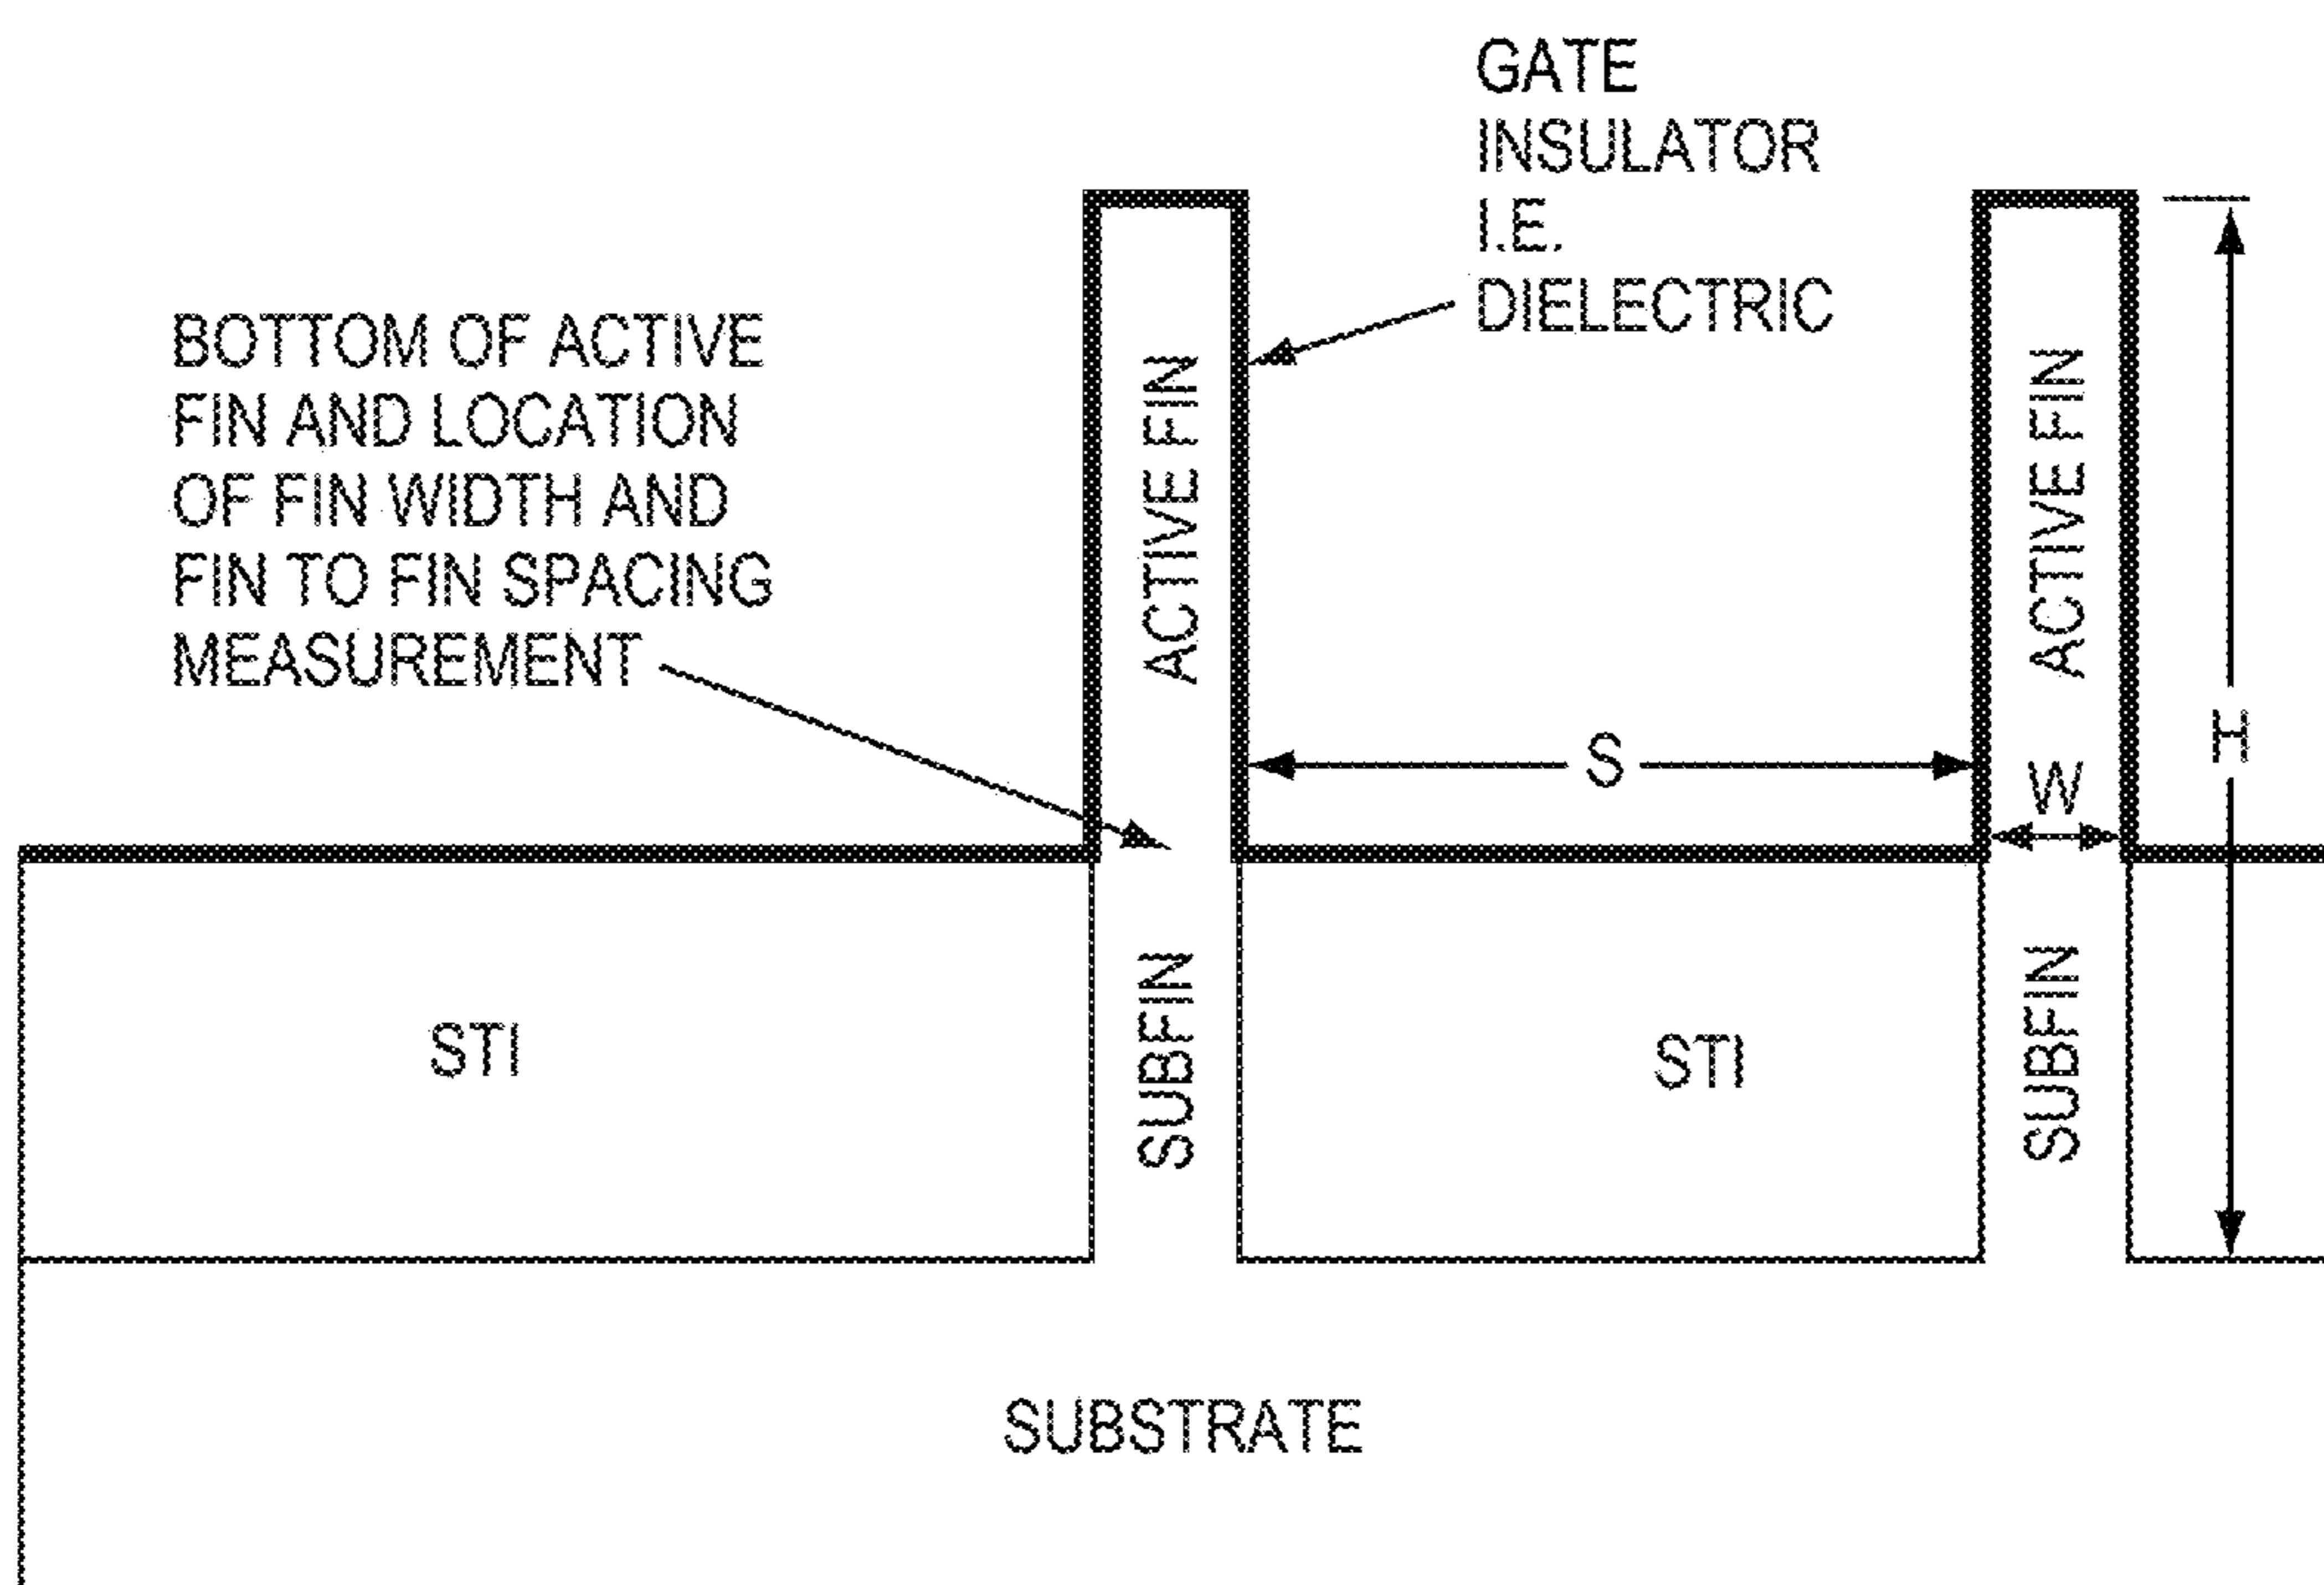 GATE
INSULATOR
I.E.
DIELECTRIC
BOTTOM OF ACTIVE
FIN AND LOCATION
OF FIN WIDTH AND
FIN TO FIN SPACING
MEASUREMENT
ACTIVE FIN
ACTIVE FIN
S
W
H
STI
SUBFIN
STI
SUBFIN
SUBSTRATE